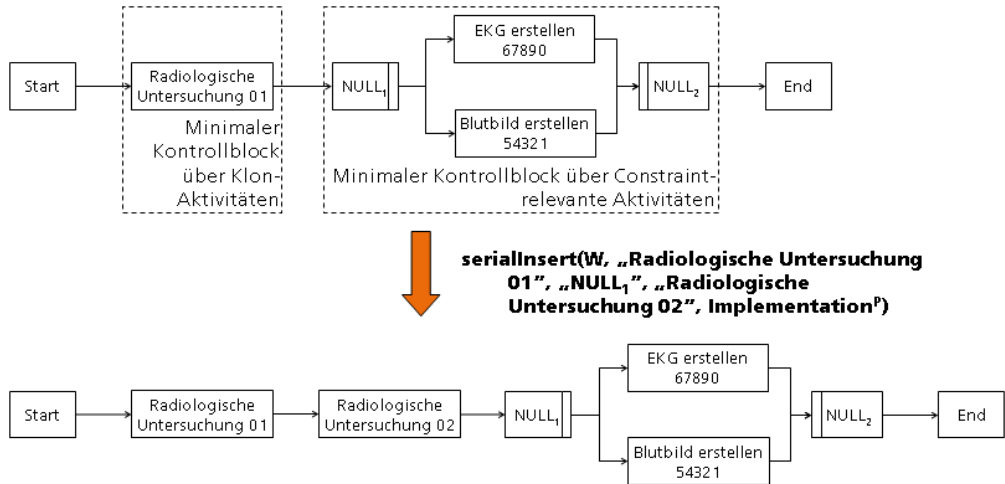 Start
Radiologische
Untersuchung 01
NULL₁
EKG erstellen
67890
Blutbild erstellen
54321
NULL₂
End
Minimaler
Kontrollblock
über Klon-
Aktivitäten
Minimaler Kontrollblock über Constraint-
relevante Aktivitäten
serialInsert(W, „Radiologische Untersuchung
01”, „NULL₁”, „Radiologische
Untersuchung 02”, Implementationᵖ)
Start
Radiologische
Untersuchung 01
Radiologische
Untersuchung 02
NULL₁
EKG erstellen
67890
Blutbild erstellen
54321
NULL₂
End